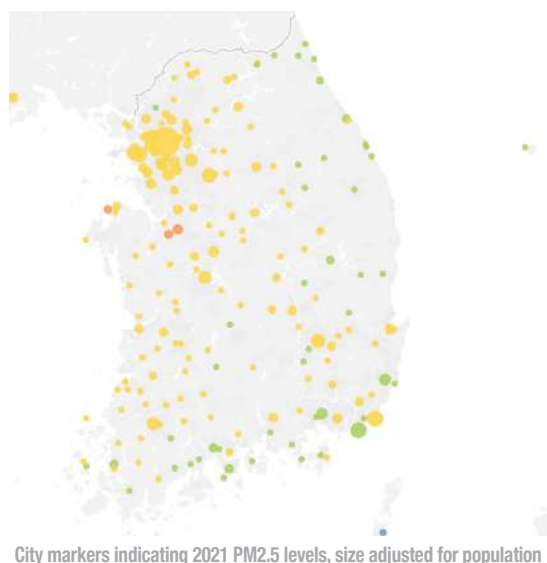 City markers indicating 2021 PM2.5 levels, size adjusted for population